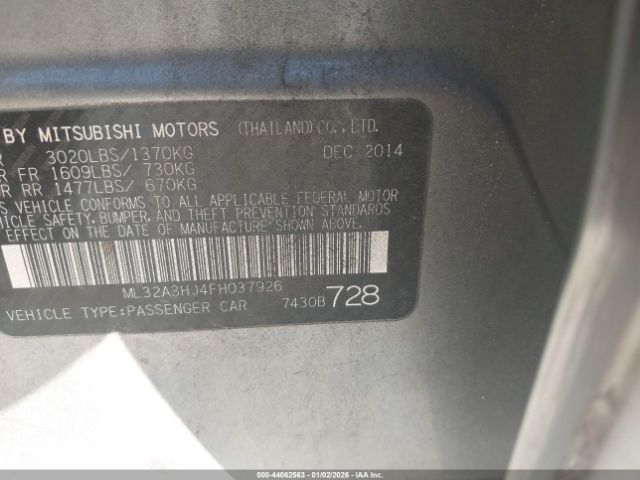 BY MITSUBISHI MOTORS (THAILAND)CO.,LTD.
3020LBS/1370KG DEC 2014
FR 1609LBS/ 730KG
RR 1477LBS/ 670KG
VEHICLE CONFORMS TO ALL APPLICABLE FEDERAL MOTOR
VEHICLE SAFETY, BUMPER, AND THEFT PREVENTION STANDARDS
EFFECT ON THE DATE OF MANUFACTURE SHOWN ABOVE.
ML32A3HJ4FH037926
VEHICLE TYPE:PASSENGER CAR 7430B 728
000-44062563 - 01/02/2026 - IAA Inc.